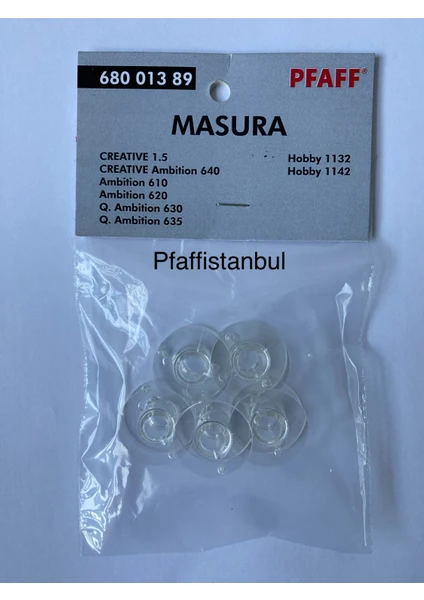 680 013 89
PFAFF®
MASURA
CREATIVE 1.5
CREATIVE Ambition 640
Ambition 610
Ambition 620
Q. Ambition 630
Q. Ambition 635
Hobby 1132
Hobby 1142
Pfaffistanbul